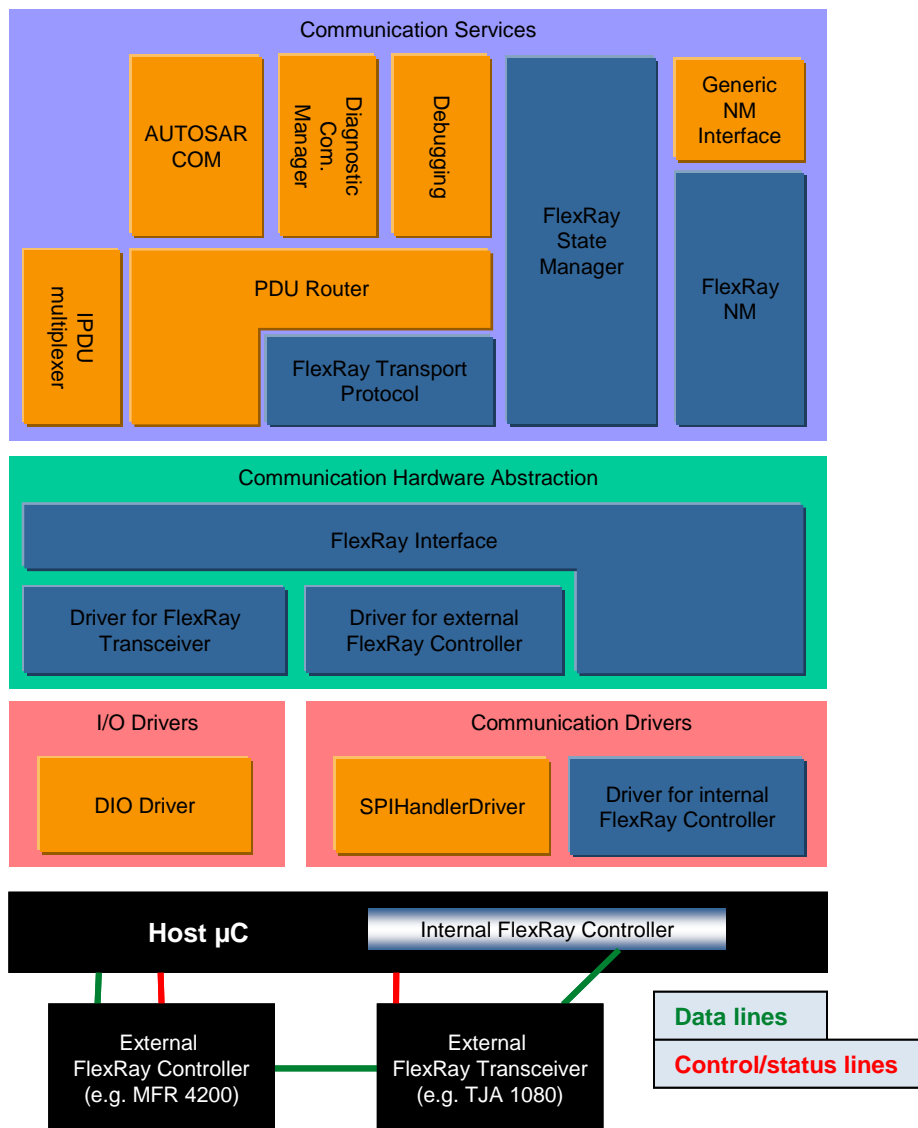 Communication Services
AUTOSAR
COM
Diagnostic
Com.
Manager
Debugging
FlexRay
State
Manager
Generic
NM
Interface
FlexRay
NM
IPDU
multiplexer
PDU Router
FlexRay Transport
Protocol
Communication Hardware Abstraction
FlexRay Interface
Driver for FlexRay
Transceiver
Driver for external
FlexRay Controller
I/O Drivers
DIO Driver
Communication Drivers
SPIHandlerDriver
Driver for internal
FlexRay Controller
Host µC
Internal FlexRay Controller
External
FlexRay Controller
(e.g. MFR 4200)
External
FlexRay Transceiver
(e.g. TJA 1080)
Data lines
Control/status lines